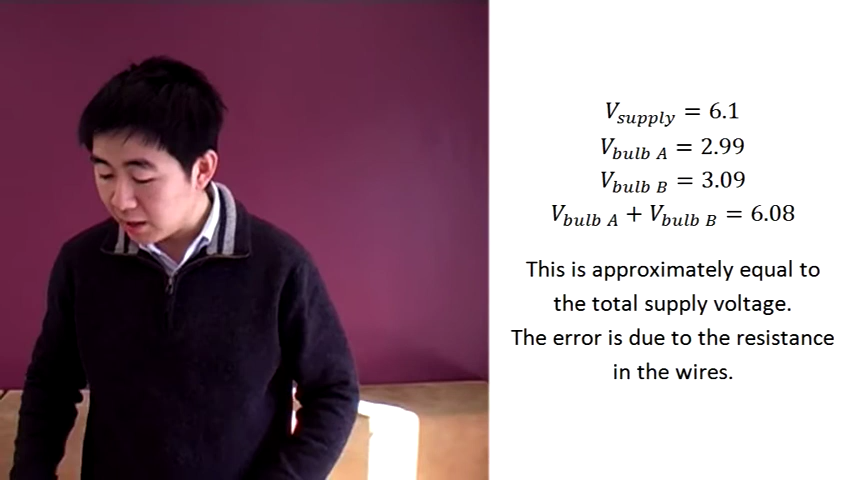 V_supply = 6.1
V_bulb A = 2.99
V_bulb B = 3.09
V_bulb A + V_bulb B = 6.08
This is approximately equal to
the total supply voltage.
The error is due to the resistance
in the wires.